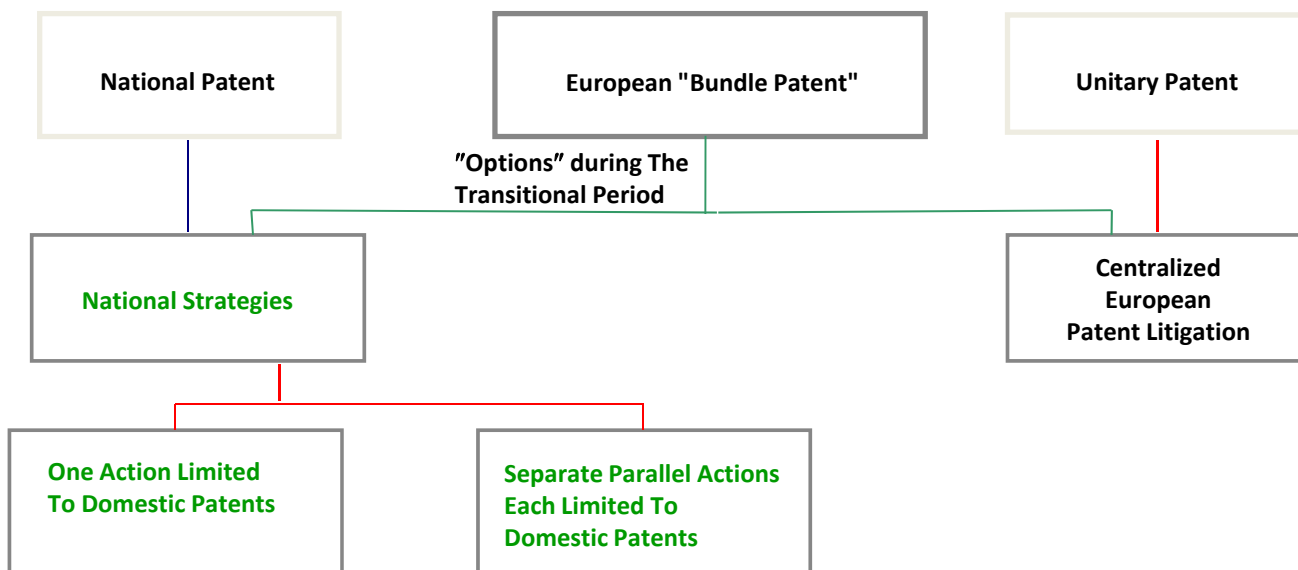 National Patent
European "Bundle Patent"
Unitary Patent
″Options″ during The
Transitional Period
National Strategies
Centralized
European
Patent Litigation
One Action Limited
To Domestic Patents
Separate Parallel Actions
Each Limited To
Domestic Patents